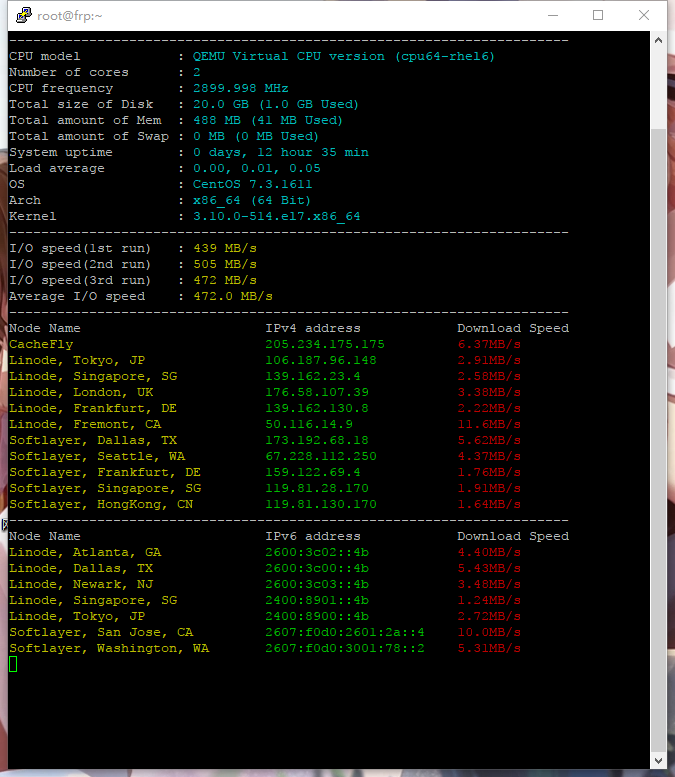 root@frp:~
----------------------------------------------------------------------
CPU model            : QEMU Virtual CPU version (cpu64-rhel6)
Number of cores      : 2
CPU frequency        : 2899.998 MHz
Total size of Disk   : 20.0 GB (1.0 GB Used)
Total amount of Mem  : 488 MB (41 MB Used)
Total amount of Swap : 0 MB (0 MB Used)
System uptime        : 0 days, 12 hour 35 min
Load average         : 0.00, 0.01, 0.05
OS                   : CentOS 7.3.1611
Arch                 : x86_64 (64 Bit)
Kernel               : 3.10.0-514.el7.x86_64
----------------------------------------------------------------------
I/O speed(1st run)   : 439 MB/s
I/O speed(2nd run)   : 505 MB/s
I/O speed(3rd run)   : 472 MB/s
Average I/O speed    : 472.0 MB/s
----------------------------------------------------------------------
Node Name                       IPv4 address            Download Speed
CacheFly                        205.234.175.175         6.37MB/s
Linode, Tokyo, JP               106.187.96.148          2.91MB/s
Linode, Singapore, SG           139.162.23.4            2.58MB/s
Linode, London, UK              176.58.107.39           3.38MB/s
Linode, Frankfurt, DE           139.162.130.8           2.22MB/s
Linode, Fremont, CA             50.116.14.9             11.6MB/s
Softlayer, Dallas, TX           173.192.68.18           5.62MB/s
Softlayer, Seattle, WA          67.228.112.250          4.37MB/s
Softlayer, Frankfurt, DE        159.122.69.4            1.76MB/s
Softlayer, Singapore, SG        119.81.28.170           1.91MB/s
Softlayer, HongKong, CN         119.81.130.170          1.64MB/s
----------------------------------------------------------------------
Node Name                       IPv6 address            Download Speed
Linode, Atlanta, GA             2600:3c02::4b           4.40MB/s
Linode, Dallas, TX              2600:3c00::4b           5.43MB/s
Linode, Newark, NJ              2600:3c03::4b           3.48MB/s
Linode, Singapore, SG           2400:8901::4b           1.24MB/s
Linode, Tokyo, JP               2400:8900::4b           2.72MB/s
Softlayer, San Jose, CA         2607:f0d0:2601:2a::4    10.0MB/s
Softlayer, Washington, WA       2607:f0d0:3001:78::2    5.31MB/s